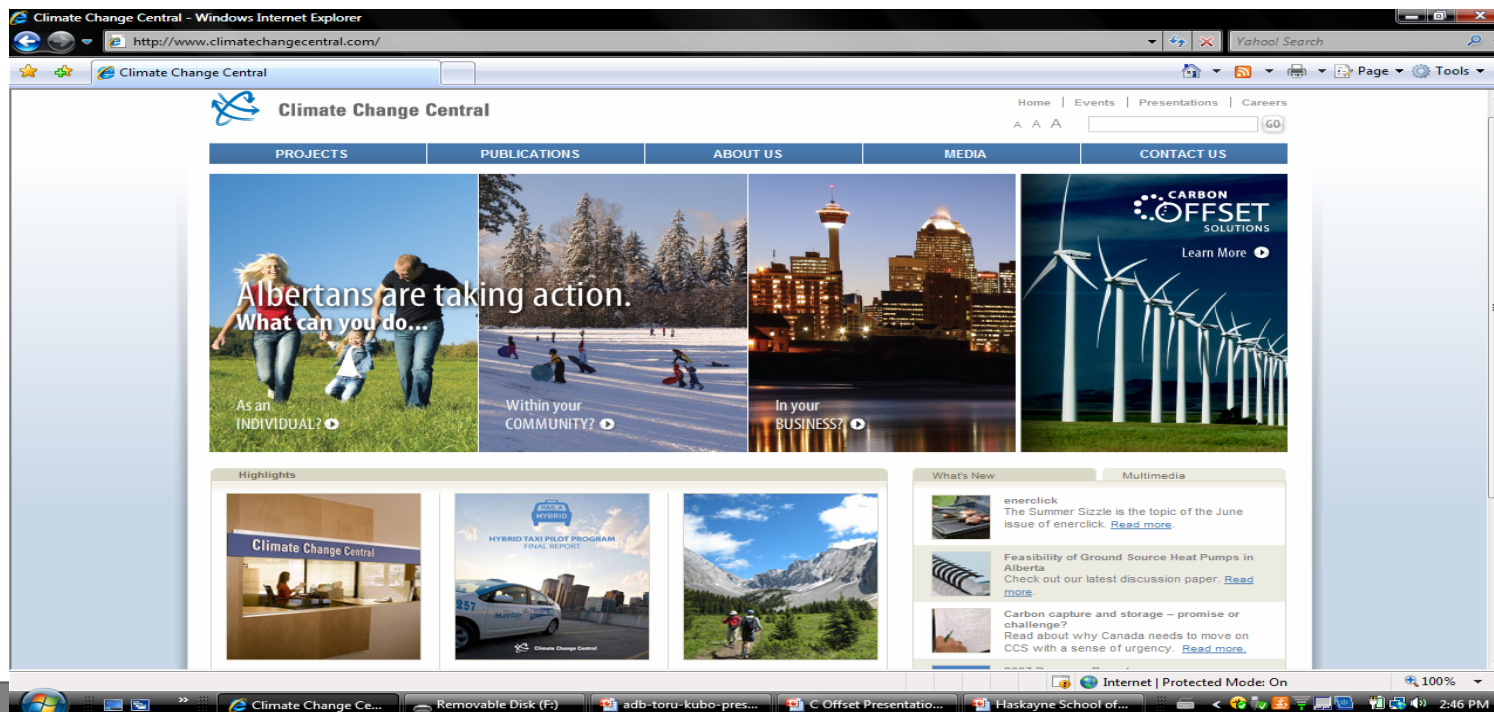 Climate Change Central - Windows Internet Explorer
http://www.climatechangecentral.com/
Yahoo! Search
Climate Change Central
Page
Tools
Climate Change Central
Home | Events | Presentations | Careers
A A A
GO
PROJECTS
PUBLICATIONS
ABOUT US
MEDIA
CONTACT US
Albertans are taking action.
What can you do...
As an
INDIVIDUAL?
Within your
COMMUNITY?
In your
BUSINESS?
CARBON
OFFSET
SOLUTIONS
Learn More
Highlights
Climate Change Central
HAIL A
HYBRID
HYBRID TAXI PILOT PROGRAM
FINAL REPORT
257
Mayfair
Climate Change Central
What's New
Multimedia
enerclick
The Summer Sizzle is the topic of the June
issue of enerclick. Read more.
Feasibility of Ground Source Heat Pumps in
Alberta
Check out our latest discussion paper. Read
more.
Carbon capture and storage – promise or
challenge?
Read about why Canada needs to move on
CCS with a sense of urgency. Read more.
Internet | Protected Mode: On
100%
Climate Change Ce...
Removable Disk (F:)
adb-toru-kubo-pres...
C Offset Presentatio...
Haskayne School of...
2:46 PM